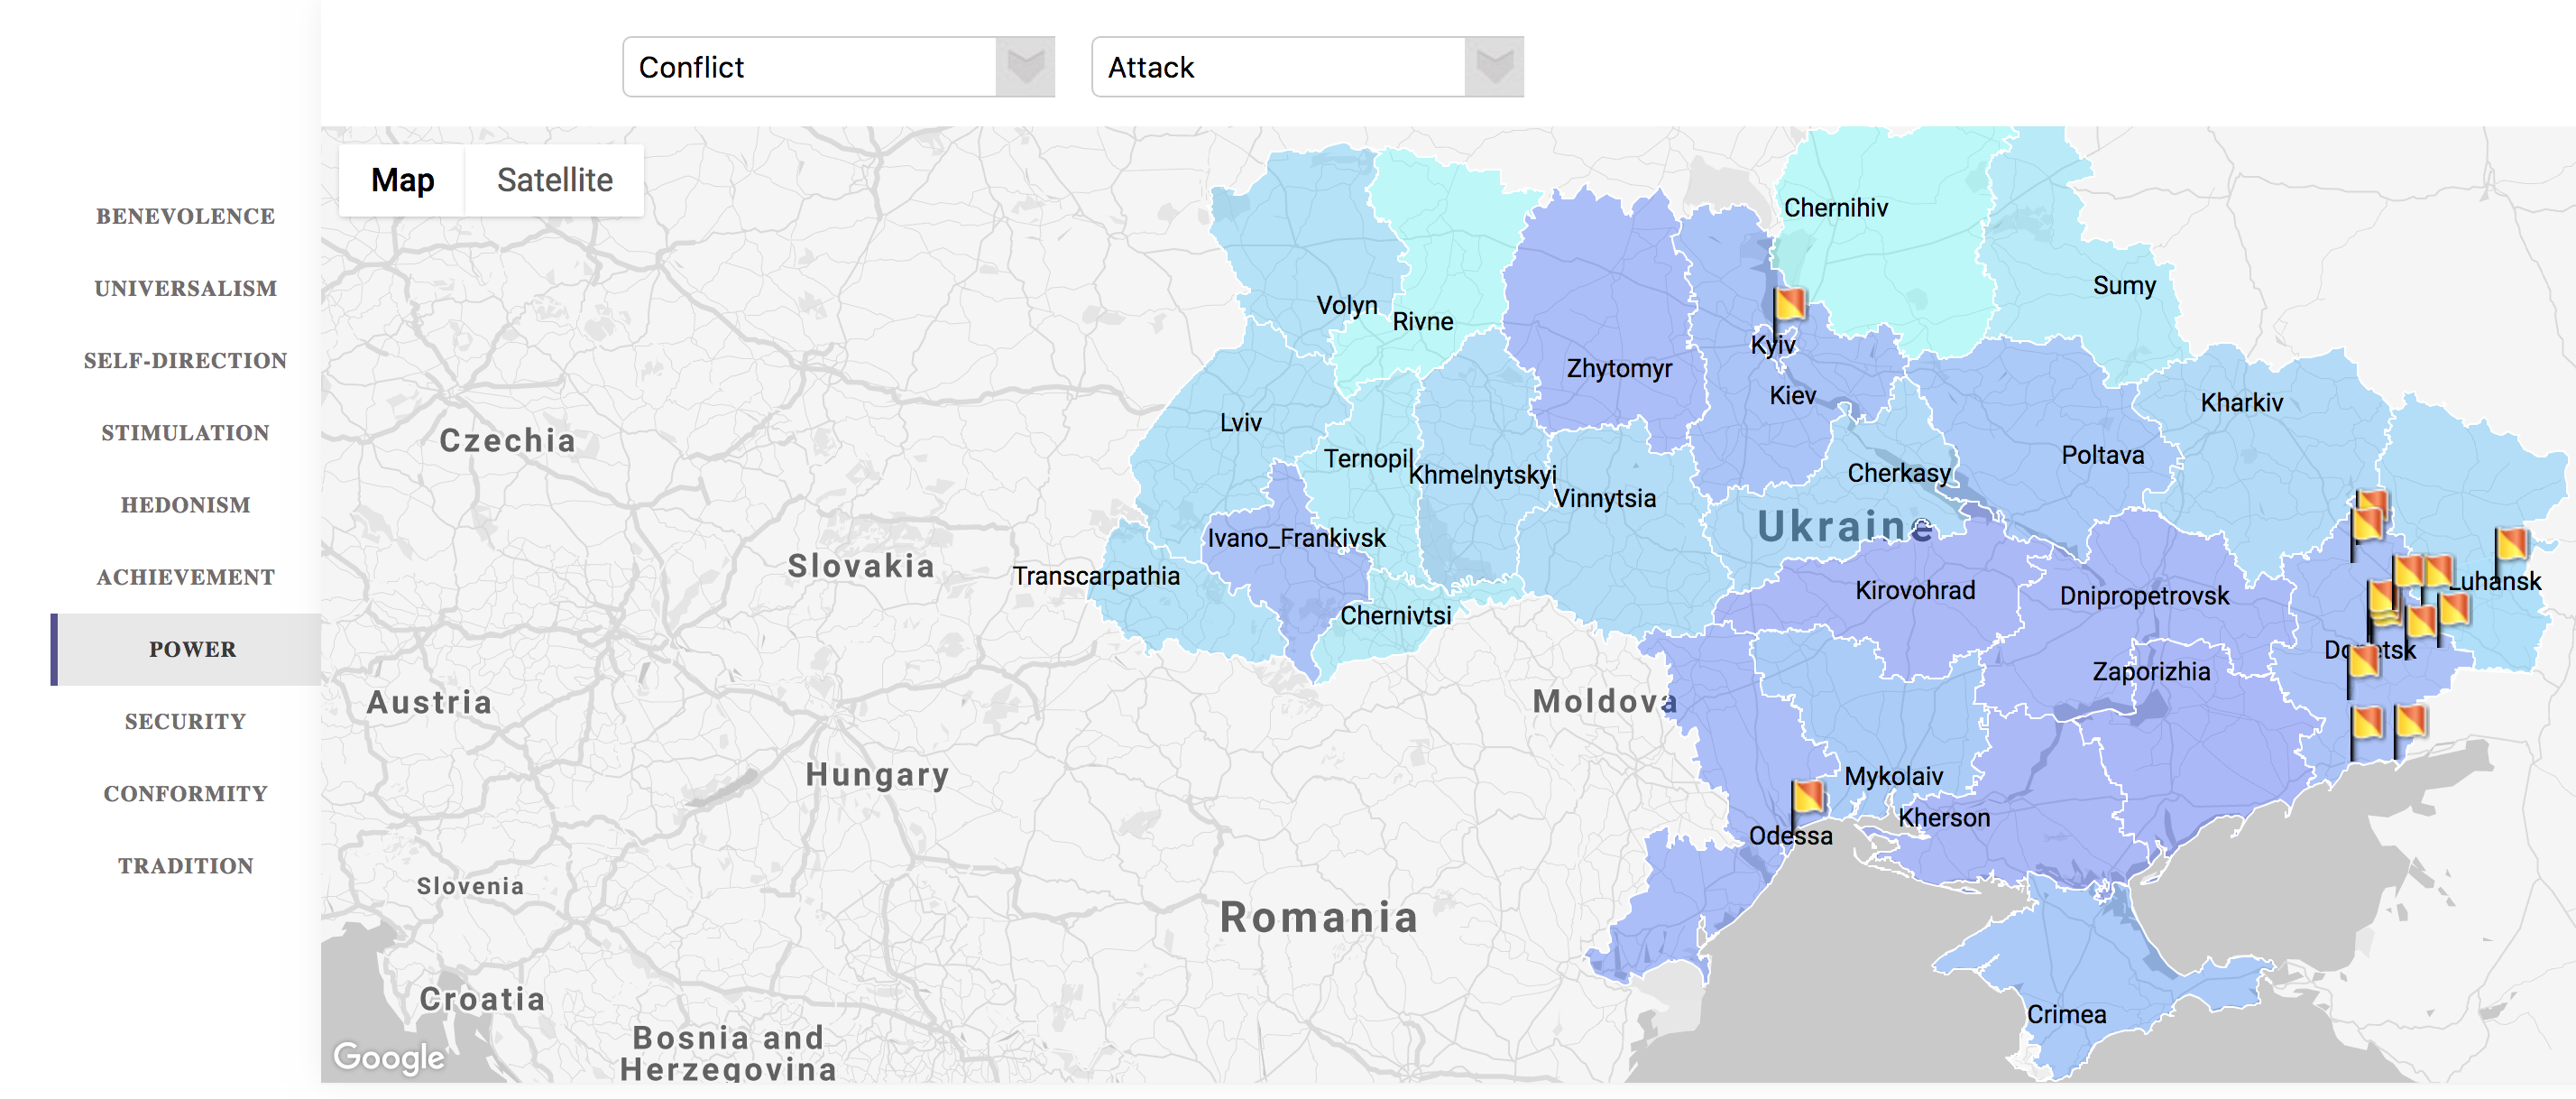 Conflict
Attack
Map
Satellite
BENEVOLENCE
UNIVERSALISM
SELF-DIRECTION
STIMULATION
HEDONISM
ACHIEVEMENT
POWER
SECURITY
CONFORMITY
TRADITION
Chernihiv
Sumy
Volyn
Rivne
Kyiv
Zhytomyr
Kiev
Kharkiv
Lviv
Czechia
Ternopil
Khmelnytskyi
Vinnytsia
Cherkasy
Poltava
Ukraine
Ivano_Frankivsk
Slovakia
Transcarpathia
Chernivtsi
Kirovohrad
Dnipropetrovsk
Luhansk
Donetsk
Zaporizhia
Austria
Moldova
Hungary
Mykolaiv
Kherson
Odessa
Slovenia
Romania
Croatia
Crimea
Bosnia and
Herzegovina
Google